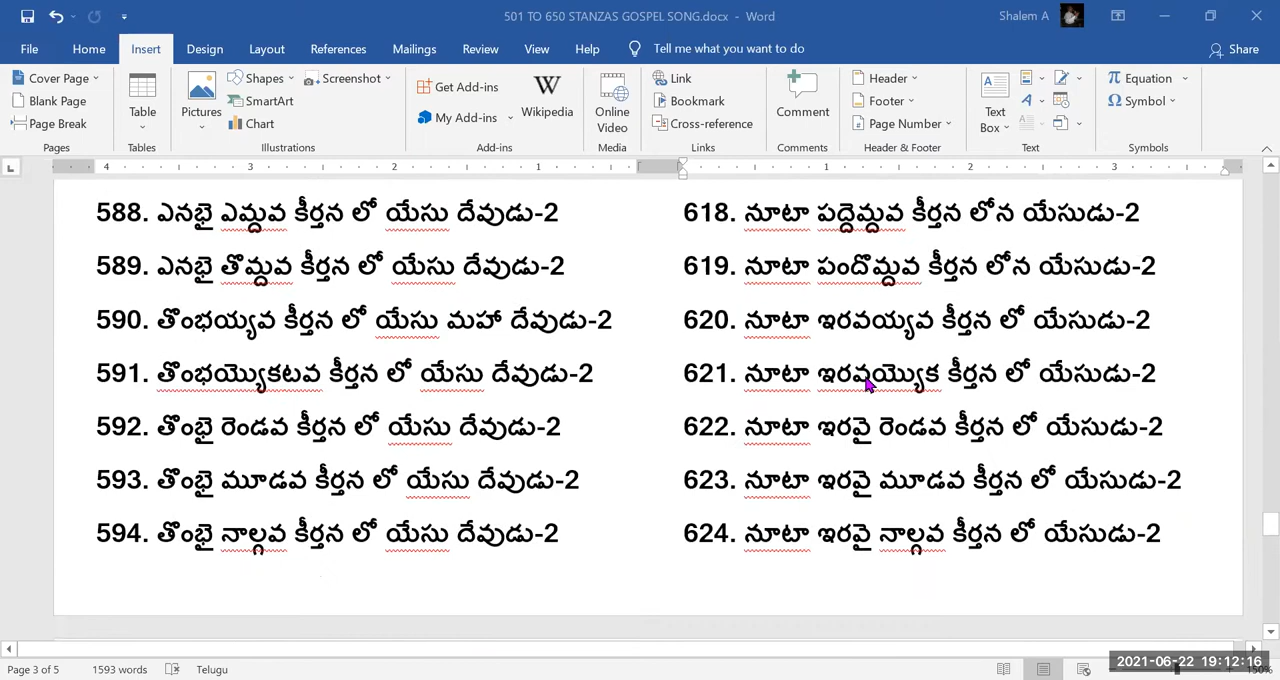 501 TO 650 STANZAS GOSPEL SONG.docx - Word
Shalem A
File Home Insert Design Layout References Mailings Review View Help Tell me what you want to do Share
Cover Page
Blank Page
Page Break
Pages
Table
Tables
Pictures
Shapes
SmartArt
Chart
Screenshot
Illustrations
Get Add-ins
My Add-ins
Wikipedia
Add-ins
Online
Video
Media
Link
Bookmark
Cross-reference
Links
Comment
Comments
Header
Footer
Page Number
Header & Footer
Text
Box
Text
Equation
Symbol
Symbols
4 3 2 1 1 2 3
588. ఎనభై ఎమ్దవ కీర్తన లో యేసు దేవుడు-2
589. ఎనభై తొమ్దవ కీర్తన లో యేసు దేవుడు-2
590. తొంభయ్యవ కీర్తన లో యేసు మహా దేవుడు-2
591. తొంభయ్యొకటవ కీర్తన లో యేసు దేవుడు-2
592. తొంభై రెండవ కీర్తన లో యేసు దేవుడు-2
593. తొంభై మూడవ కీర్తన లో యేసు దేవుడు-2
594. తొంభై నాల్గవ కీర్తన లో యేసు దేవుడు-2
618. నూటా పద్దెమ్దవ కీర్తన లోన యేసుడు-2
619. నూటా పందొమ్దవ కీర్తన లోన యేసుడు-2
620. నూటా ఇరవయ్యవ కీర్తన లో యేసుడు-2
621. నూటా ఇరవయ్యొక కీర్తన లో యేసుడు-2
622. నూటా ఇరవై రెండవ కీర్తన లో యేసుడు-2
623. నూటా ఇరవై మూడవ కీర్తన లో యేసుడు-2
624. నూటా ఇరవై నాల్గవ కీర్తన లో యేసుడు-2
Page 3 of 5 1593 words Telugu
2021-06-22 19:12:16